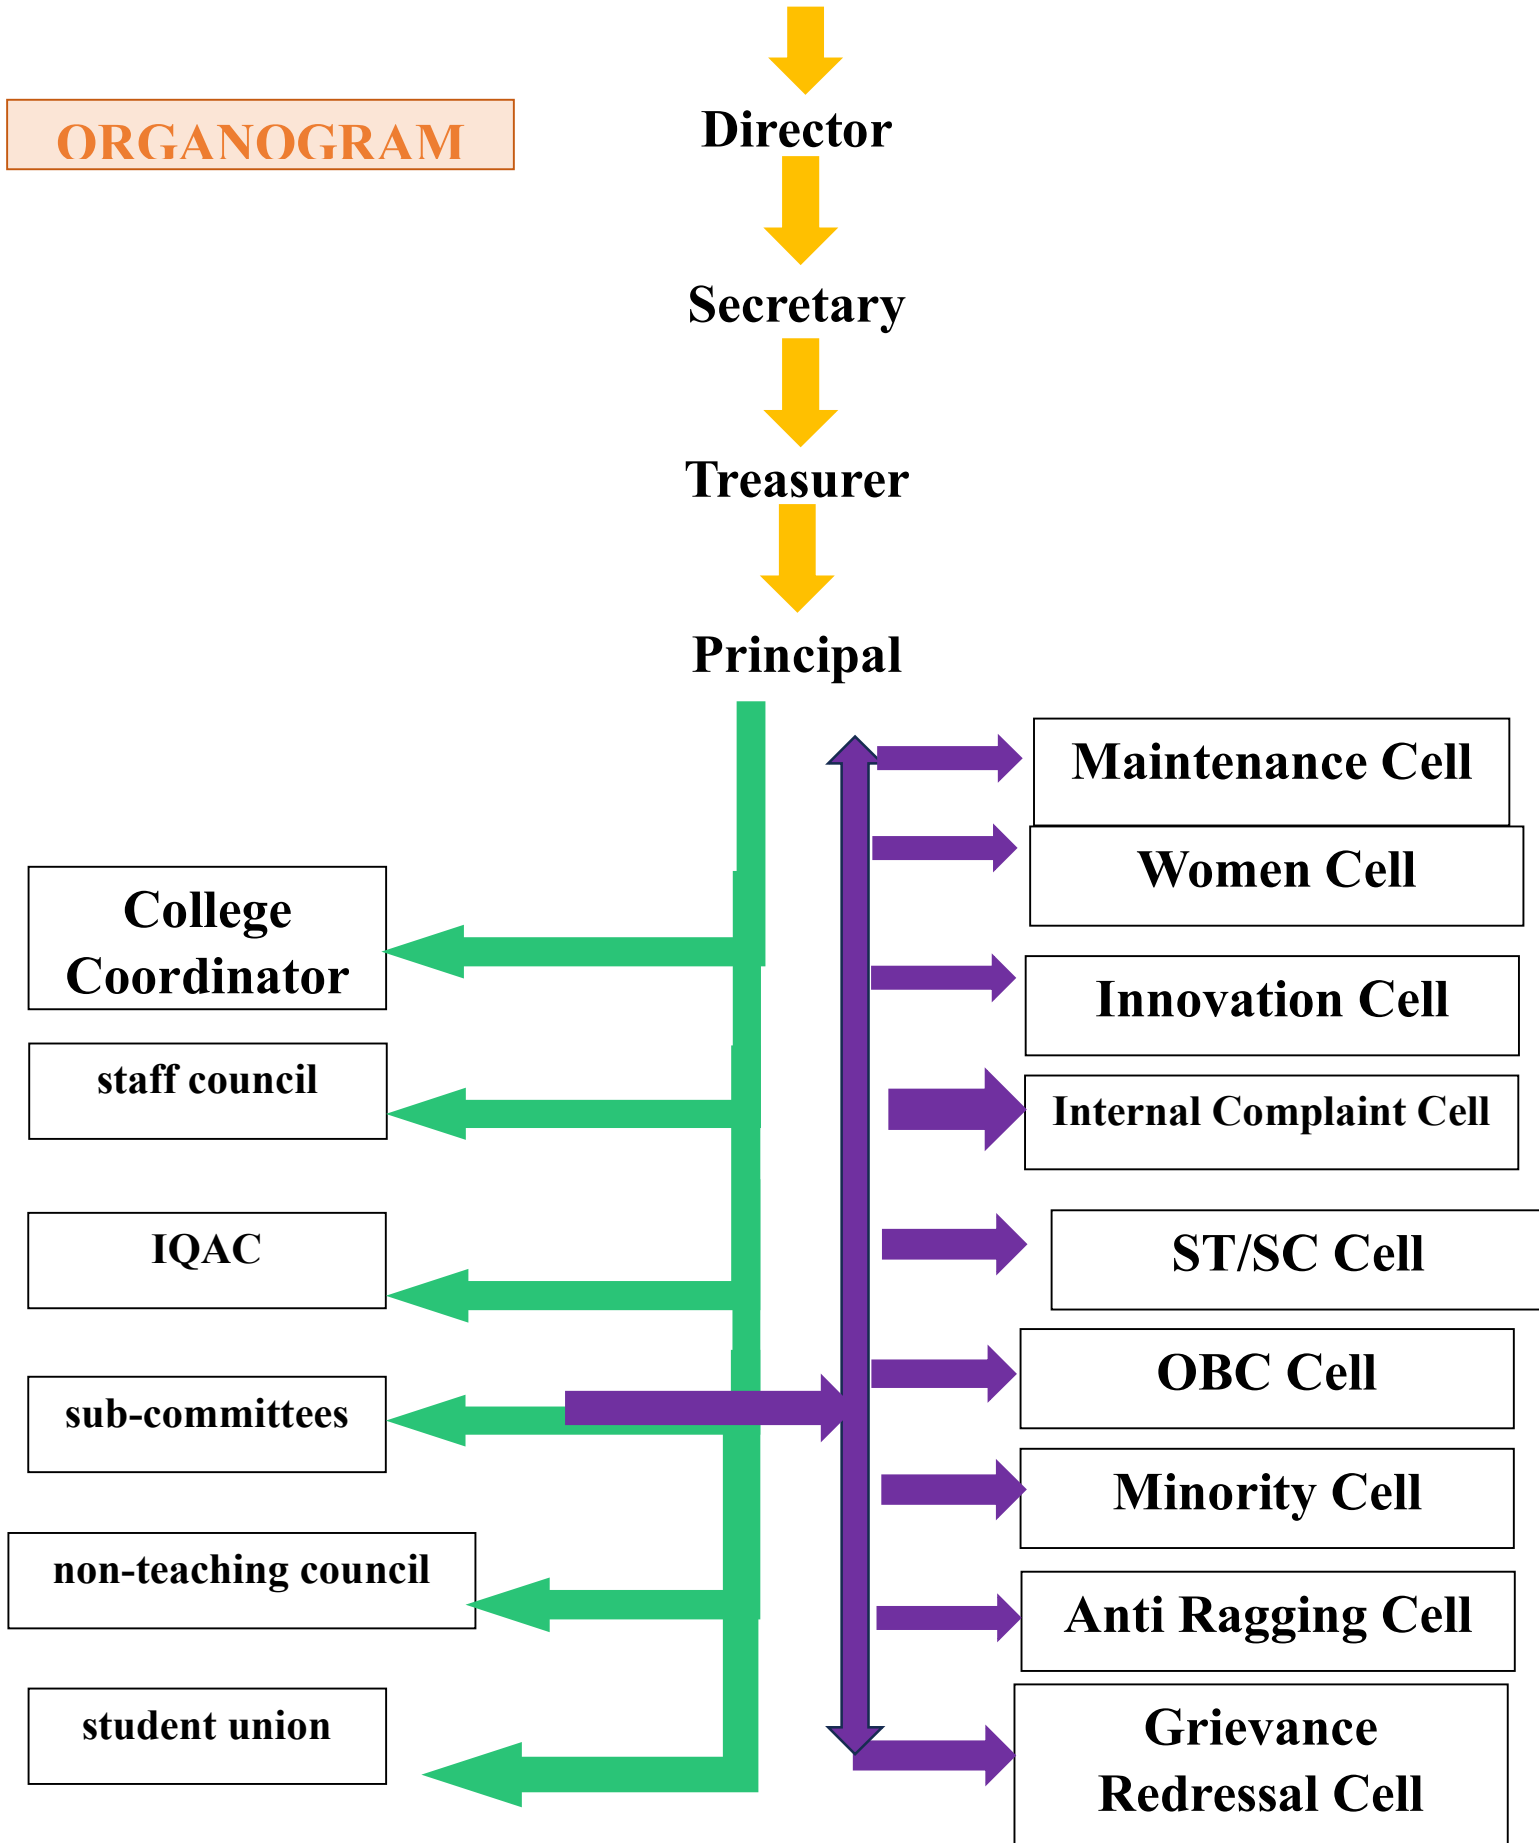 ORGANOGRAM
Director
Secretary
Treasurer
Principal
College
Coordinator
staff council
IQAC
sub-committees
non-teaching council
student union
Maintenance Cell
Women Cell
Innovation Cell
Internal Complaint Cell
ST/SC Cell
OBC Cell
Minority Cell
Anti Ragging Cell
Grievance
Redressal Cell